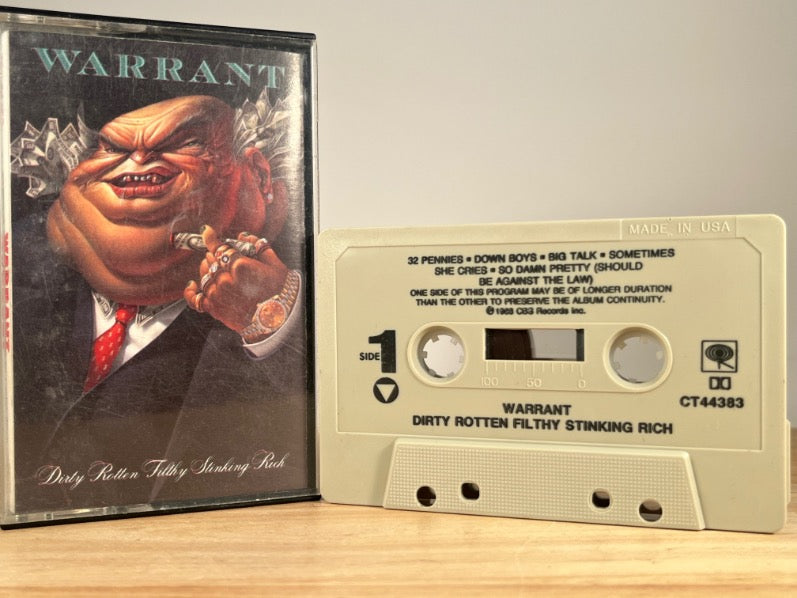 WARRANT
WARRANT
Dirty Rotten Filthy Stinking Rich
MADE IN USA
32 PENNIES ▪ DOWN BOYS ▪ BIG TALK ▪ SOMETIMES
SHE CRIES ▪ SO DAMN PRETTY (SHOULD
BE AGAINST THE LAW)
ONE SIDE OF THIS PROGRAM MAY BE OF LONGER DURATION
THAN THE OTHER TO PRESERVE THE ALBUM CONTINUITY.
℗ 1988 CBS Records Inc.
SIDE 1
100 50 0
CT44383
WARRANT
DIRTY ROTTEN FILTHY STINKING RICH